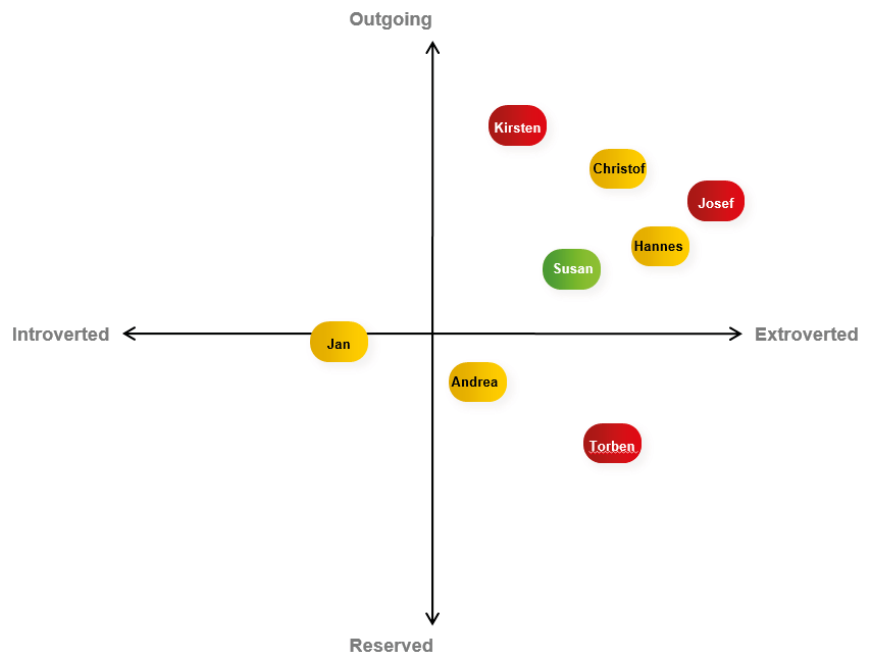 Outgoing
Kirsten
Christof
Josef
Hannes
Susan
Introverted
Extroverted
Jan
Andrea
Torben
Reserved